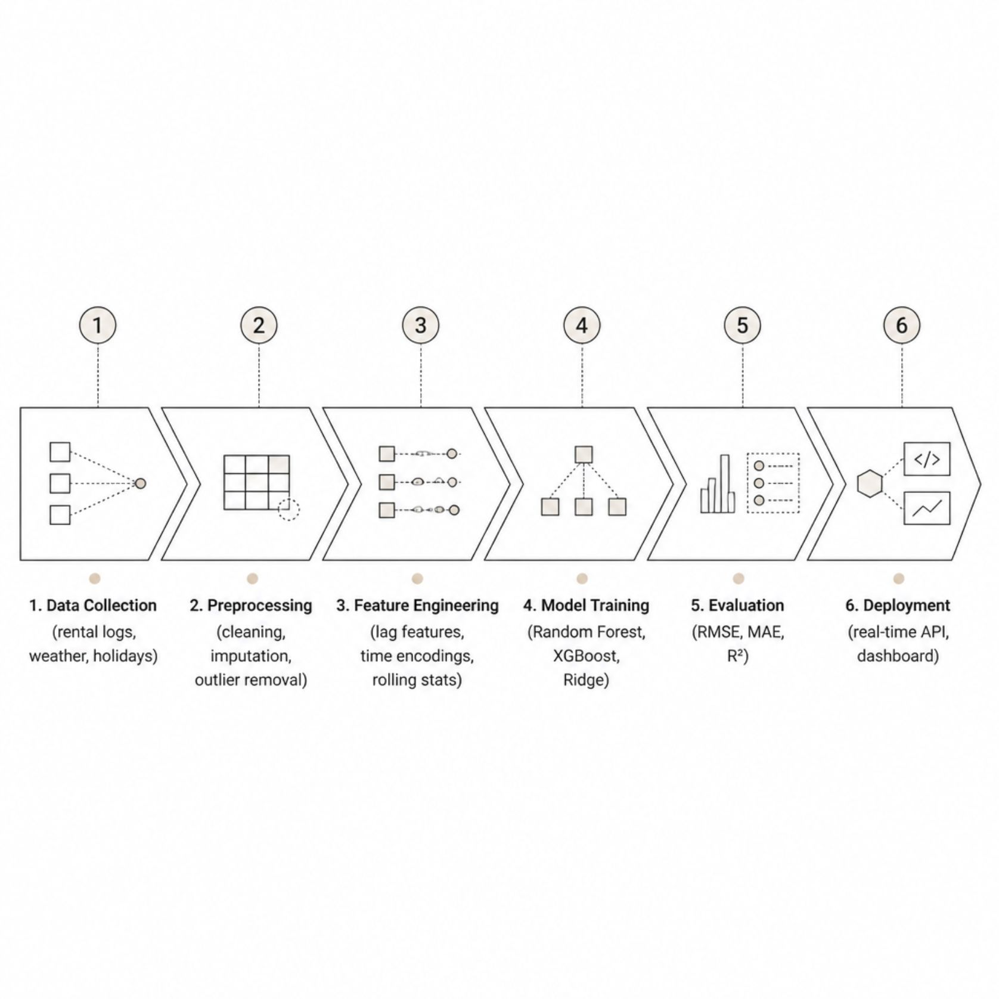 1
2
3
4
5
6
</>
1. Data Collection
(rental logs,
weather, holidays)
2. Preprocessing
(cleaning,
imputation,
outlier removal)
3. Feature Engineering
(lag features,
time encodings,
rolling stats)
4. Model Training
(Random Forest,
XGBoost,
Ridge)
5. Evaluation
(RMSE, MAE,
R²)
6. Deployment
(real-time API,
dashboard)